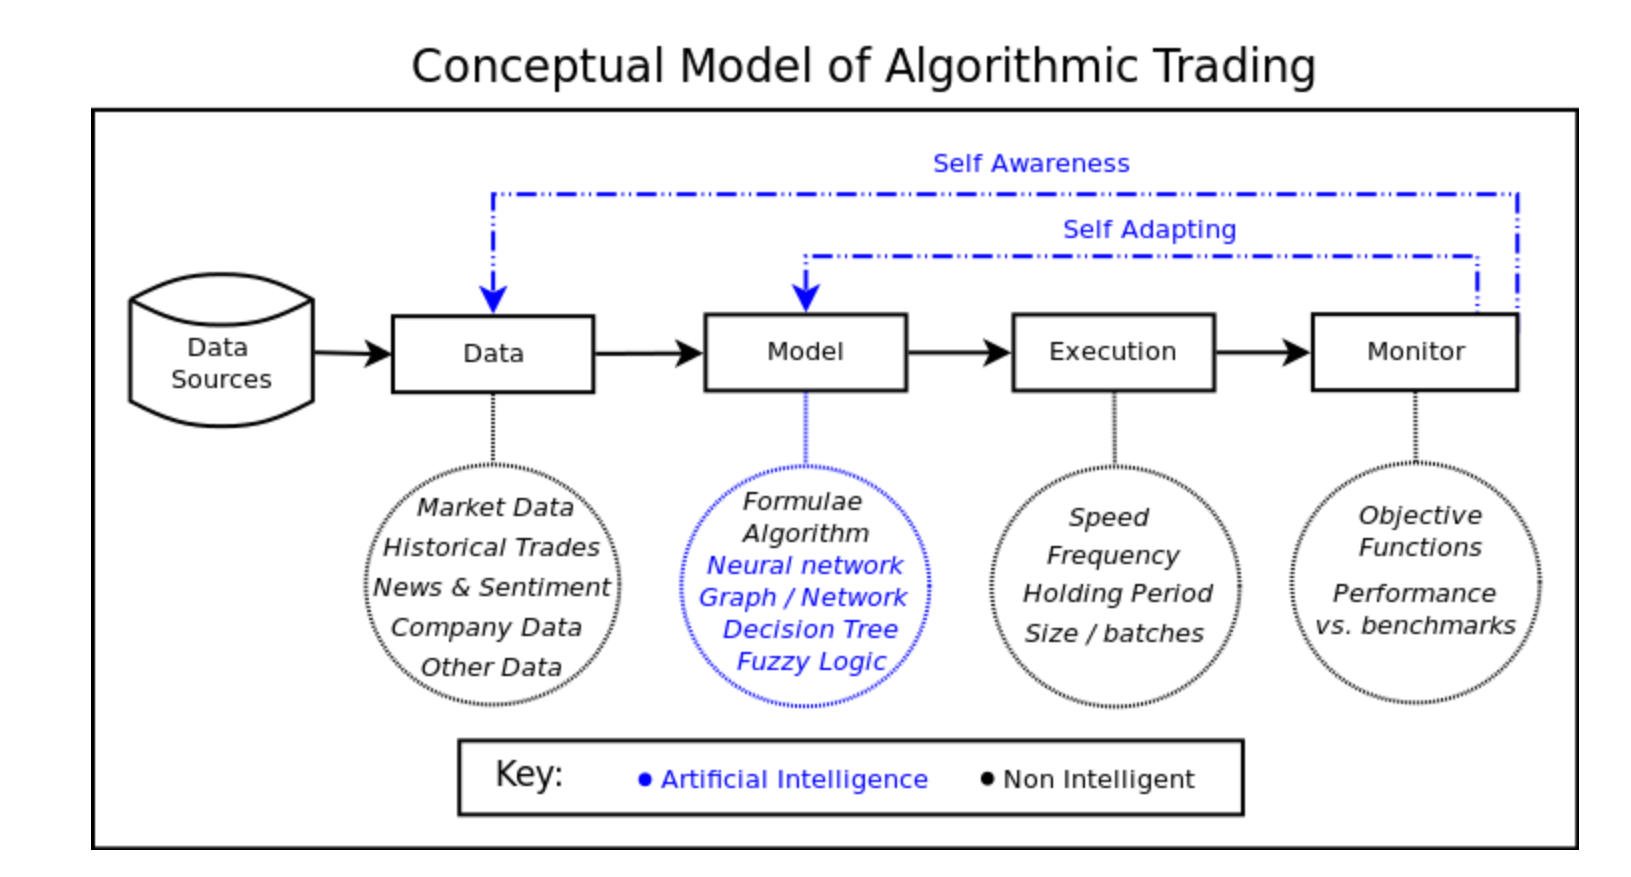 Conceptual Model of Algorithmic Trading
Self Awareness
Self Adapting
Data
Sources
Data
Model
Execution
Monitor
Market Data
Historical Trades
News & Sentiment
Company Data
Other Data
Formulae
Algorithm
Neural network
Graph / Network
Decision Tree
Fuzzy Logic
Speed
Frequency
Holding Period
Size / batches
Objective
Functions
Performance
vs. benchmarks
Key:
Artificial Intelligence
Non Intelligent